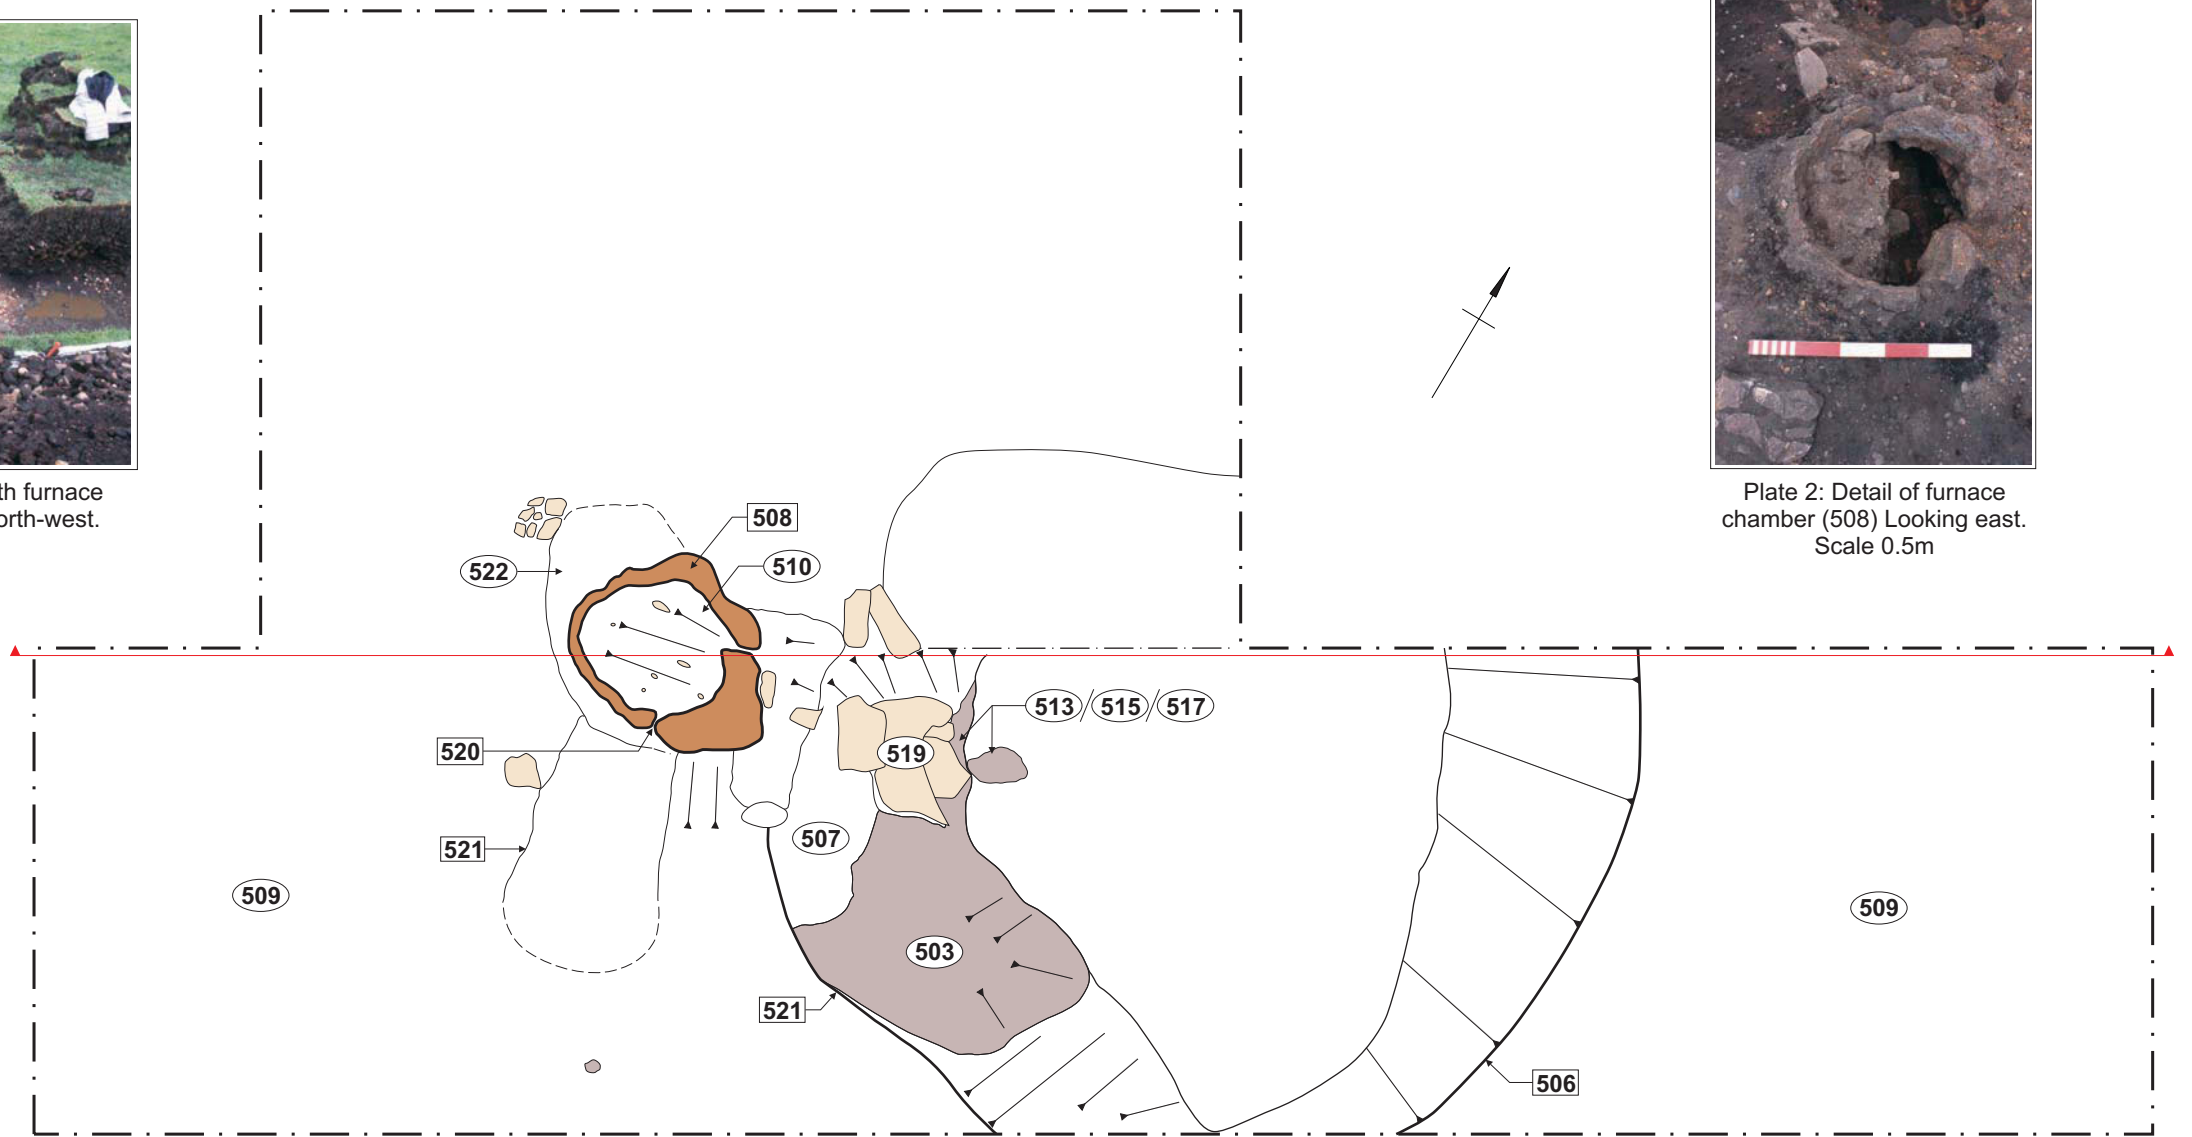 th furnace
orth-west.
Plate 2: Detail of furnace
chamber (508) Looking east.
Scale 0.5m
508
510
522
513/515/517
520
519
507
521
509
509
503
521
506